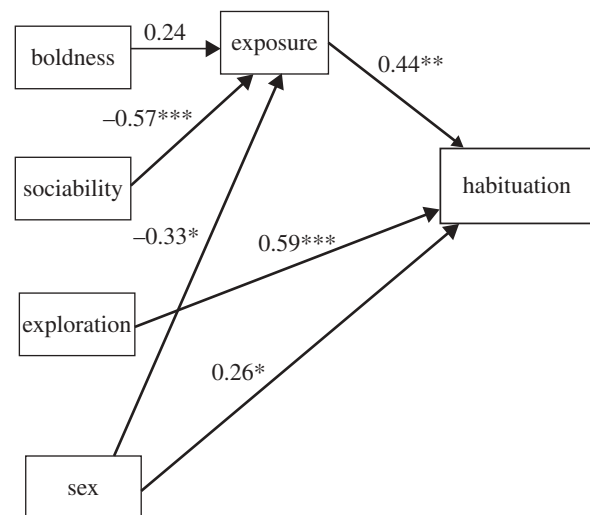 0.24
exposure
boldness
0.44**
–0.57***
sociability
habituation
–0.33*
0.59***
exploration
0.26*
sex